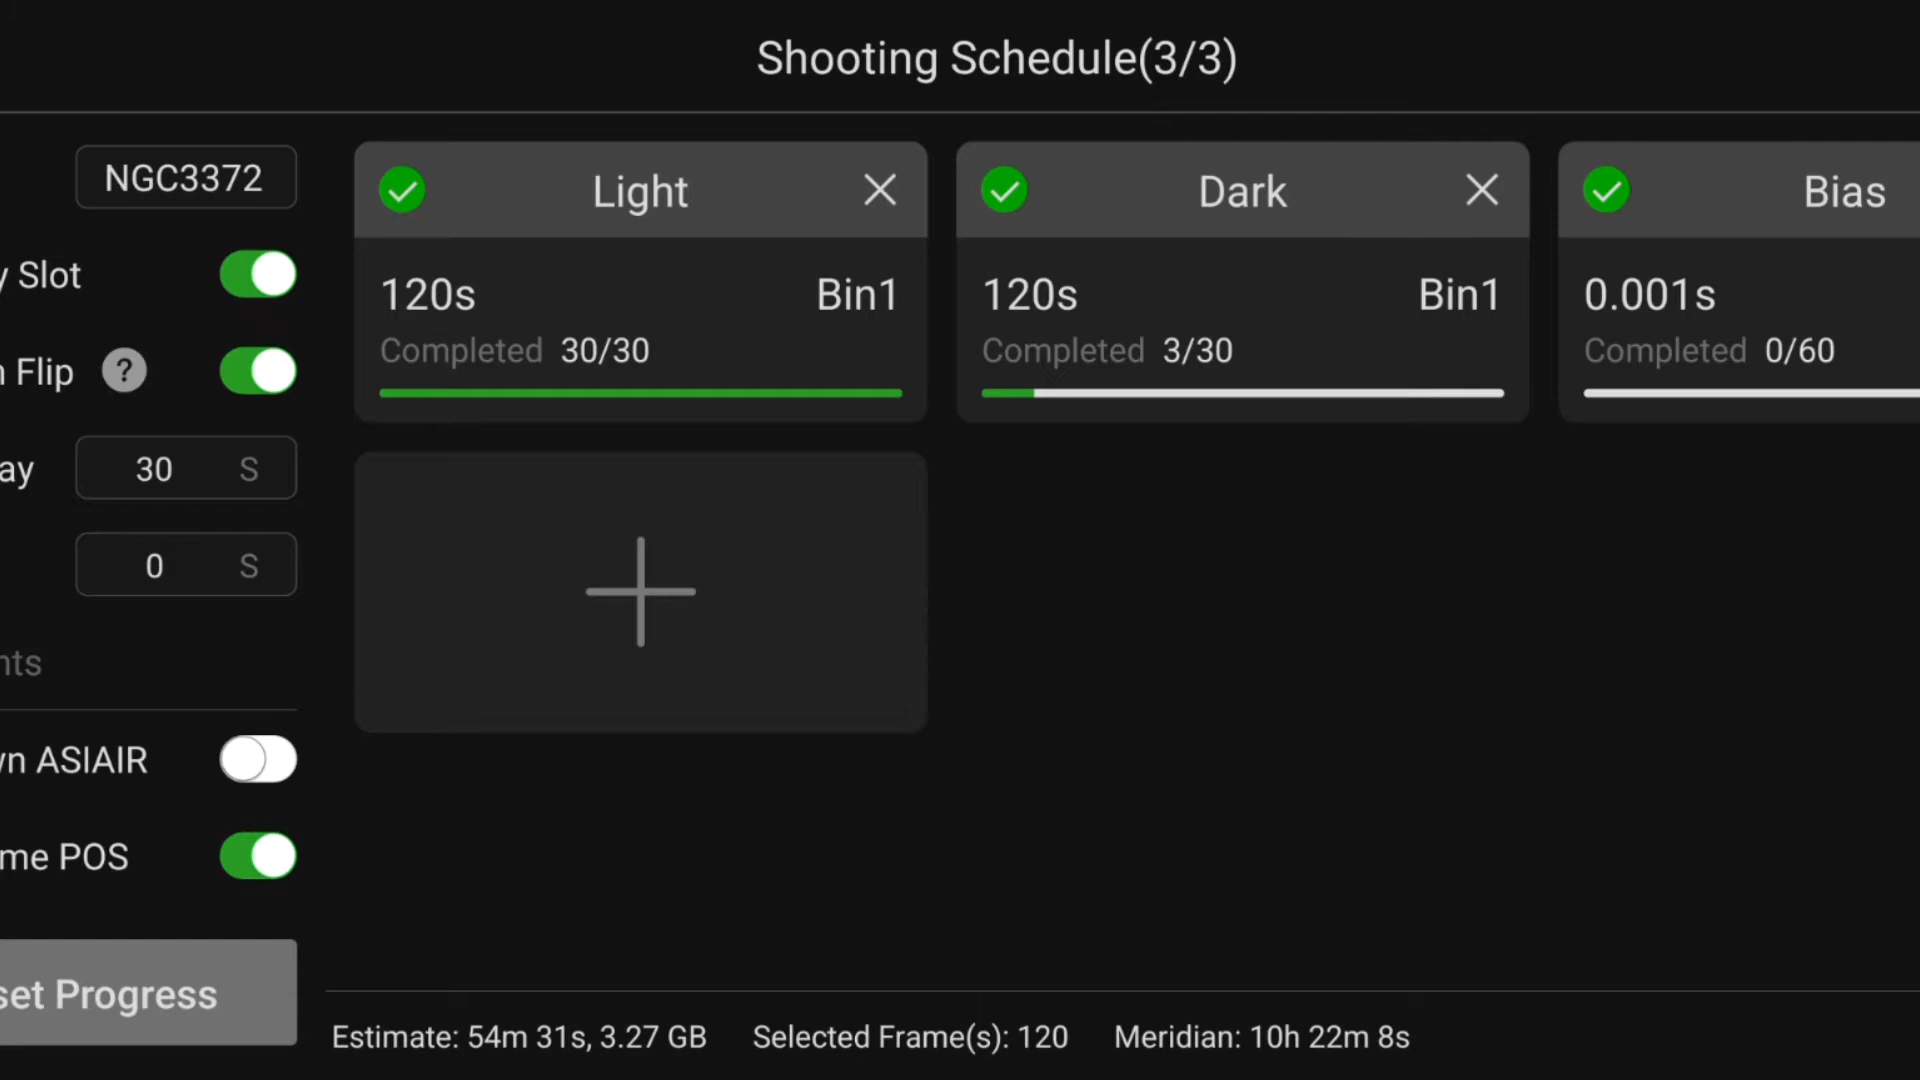 Shooting Schedule(3/3)
NGC3372
y Slot
Flip ?
ay 30 S
0 S
nts
wn ASIAIR
me POS
set Progress
Light
120s Bin1
Completed 30/30
Dark
120s Bin1
Completed 3/30
Bias
0.001s
Completed 0/60
Estimate: 54m 31s, 3.27 GB Selected Frame(s): 120 Meridian: 10h 22m 8s